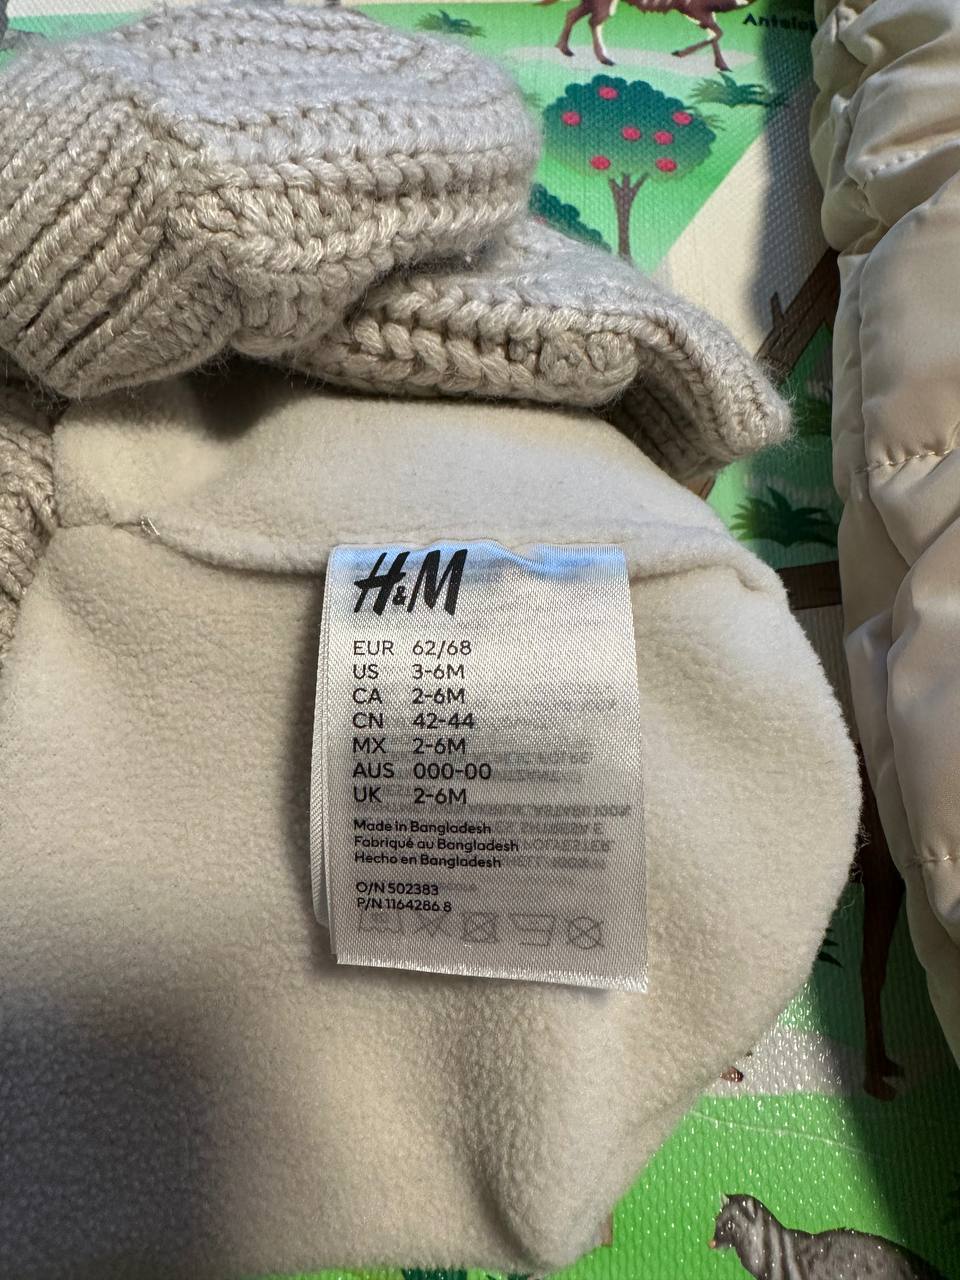 Antelo
H&M
EUR 62/68
US 3-6M
CA 2-6M
CN 42-44
MX 2-6M
AUS 000-00
UK 2-6M
Made in Bangladesh
Fabriqué au Bangladesh
Hecho en Bangladesh
O/N 502383
P/N 1164286 8